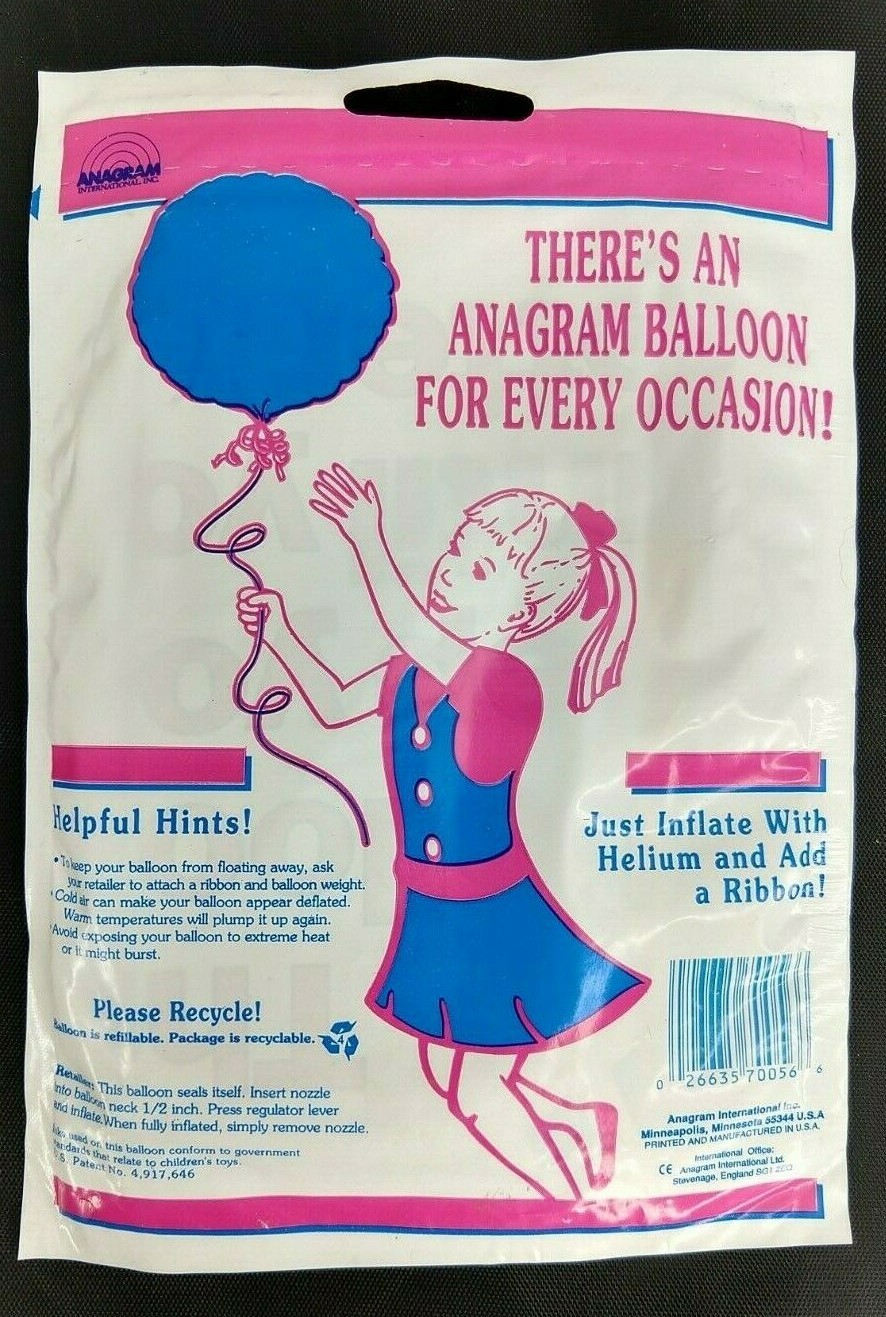 ANAGRAM
INTERNATIONAL, INC.
THERE'S AN
ANAGRAM BALLOON
FOR EVERY OCCASION!
Helpful Hints!
• To keep your balloon from floating away, ask
your retailer to attach a ribbon and balloon weight.
• Cold air can make your balloon appear deflated.
Warm temperatures will plump it up again.
Avoid exposing your balloon to extreme heat
or it might burst.
Please Recycle!
Balloon is refillable. Package is recyclable.
4
Retailer: This balloon seals itself. Insert nozzle
into balloon neck 1/2 inch. Press regulator lever
and inflate. When fully inflated, simply remove nozzle.
used on this balloon conform to government
standards that relate to children's toys.
U.S. Patent No. 4,917,646
Just Inflate With
Helium and Add
a Ribbon!
0 26635 70056 6
Anagram International Inc.
Minneapolis, Minnesota 55344 U.S.A
PRINTED AND MANUFACTURED IN U.S.A.
International Office:
CE Anagram International Ltd.
Stevenage, England SG1